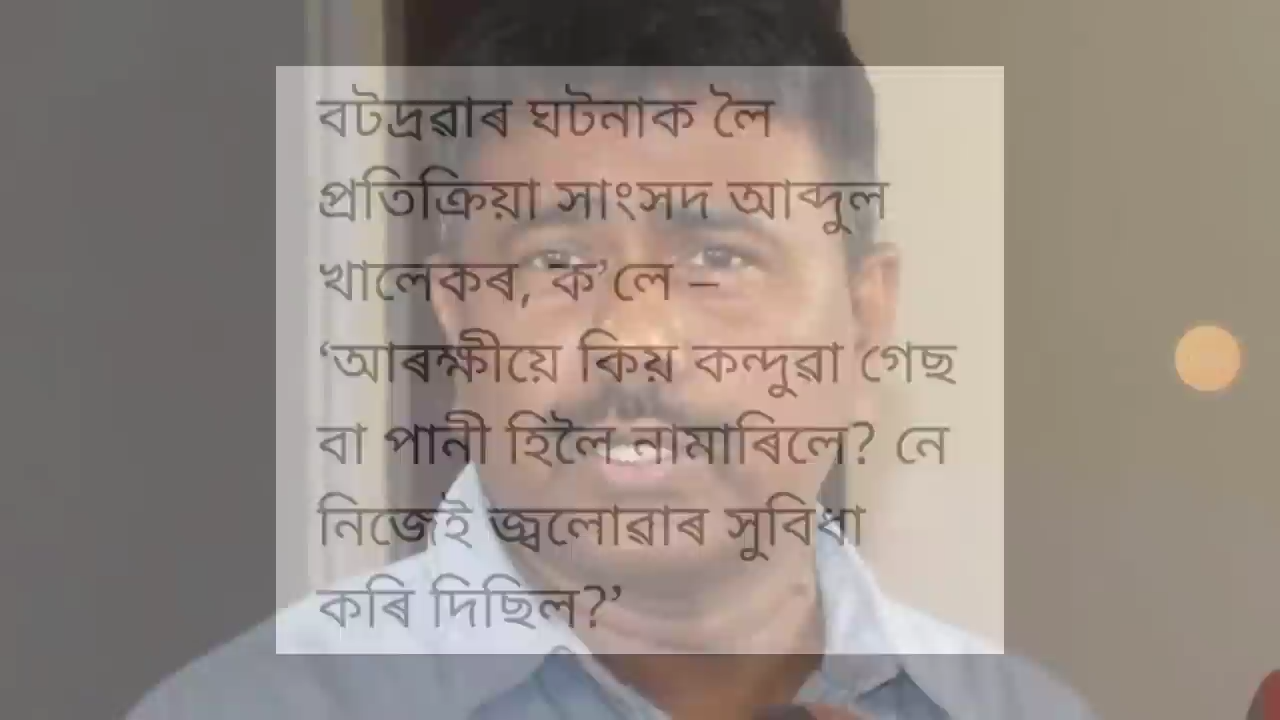 বটদ্ৰৱাৰ ঘটনাক লৈ
প্ৰতিক্ৰিয়া সাংসদ আব্দুল
খালেকৰ, ক’লে –
‘আৰক্ষীয়ে কিয় কন্দুৱা গেছ
বা পানী হিলৈ নামাৰিলে? নে
নিজেই জ্বলোৱাৰ সুবিধা
কৰি দিছিল?’